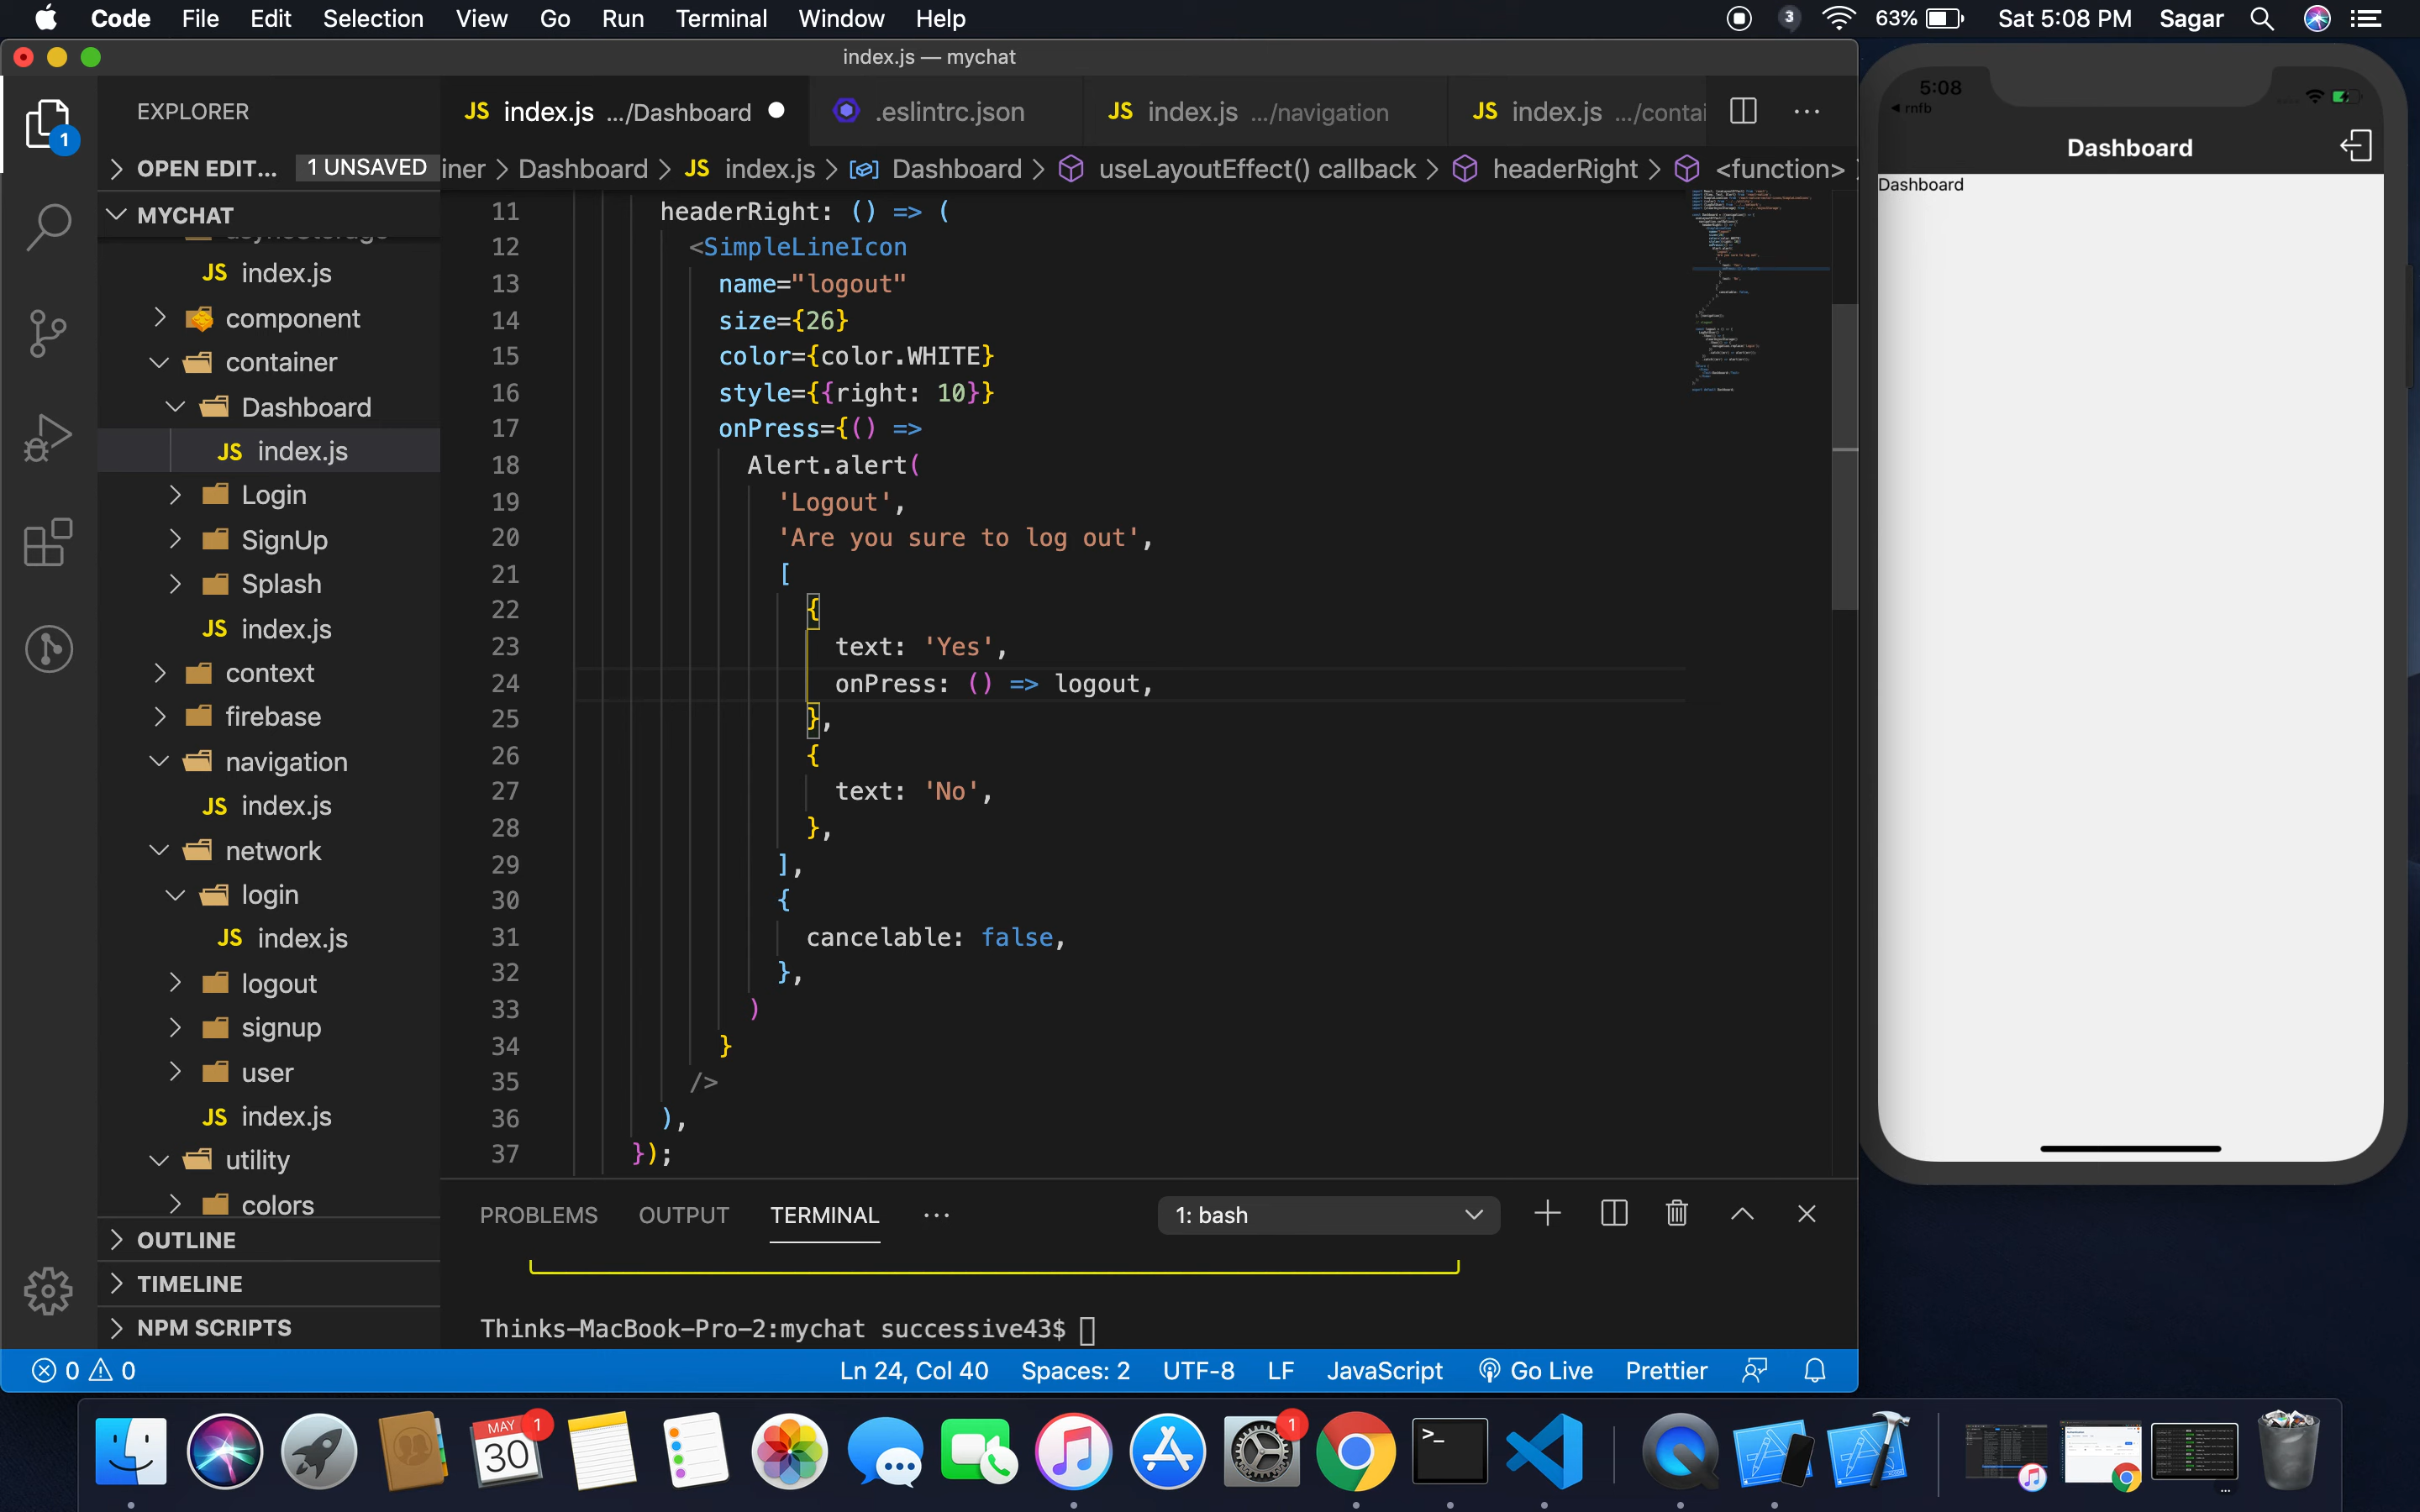 Code File Edit Selection View Go Run Terminal Window Help 3 63% Sat 5:08 PM Sagar
index.js — mychat
EXPLORER
OPEN EDIT... 1 UNSAVED
MYCHAT
index.js
component
container
Dashboard
index.js
Login
SignUp
Splash
index.js
context
firebase
navigation
index.js
network
login
index.js
logout
signup
user
index.js
utility
colors
OUTLINE
TIMELINE
NPM SCRIPTS
1
JS index.js .../Dashboard .eslintrc.json JS index.js .../navigation JS index.js .../contai
iner > Dashboard > JS index.js > Dashboard > useLayoutEffect() callback > headerRight > <function>
11 headerRight: () => (
12 <SimpleLineIcon
13 name="logout"
14 size={26}
15 color={color.WHITE}
16 style={{right: 10}}
17 onPress={() =>
18 Alert.alert(
19 'Logout',
20 'Are you sure to log out',
21 [
22 {
23 text: 'Yes',
24 onPress: () => logout,
25 },
26 {
27 text: 'No',
28 },
29 ],
30 {
31 cancelable: false,
32 },
33 )
34 }
35 />
36 ),
37 });
PROBLEMS OUTPUT TERMINAL ... 1: bash
Thinks-MacBook-Pro-2:mychat successive43$
0 0 Ln 24, Col 40 Spaces: 2 UTF-8 LF JavaScript Go Live Prettier
5:08
rnfb
Dashboard
Dashboard
MAY
30
1
1
>_